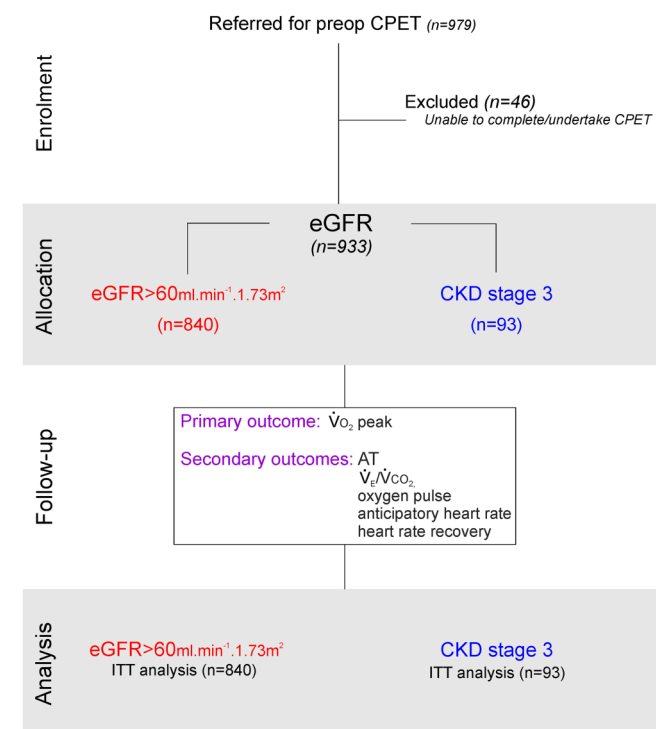 Referred for preop CPET (n=979)
Enrolment
Excluded (n=46)
Unable to complete/undertake CPET
Allocation
eGFR
(n=933)
eGFR>60ml.min⁻¹.1.73m²
(n=840)
CKD stage 3
(n=93)
Follow-up
Primary outcome: V̇O₂ peak
Secondary outcomes: AT
V̇E/V̇CO₂,
oxygen pulse
anticipatory heart rate
heart rate recovery
Analysis
eGFR>60ml.min⁻¹.1.73m²
ITT analysis (n=840)
CKD stage 3
ITT analysis (n=93)